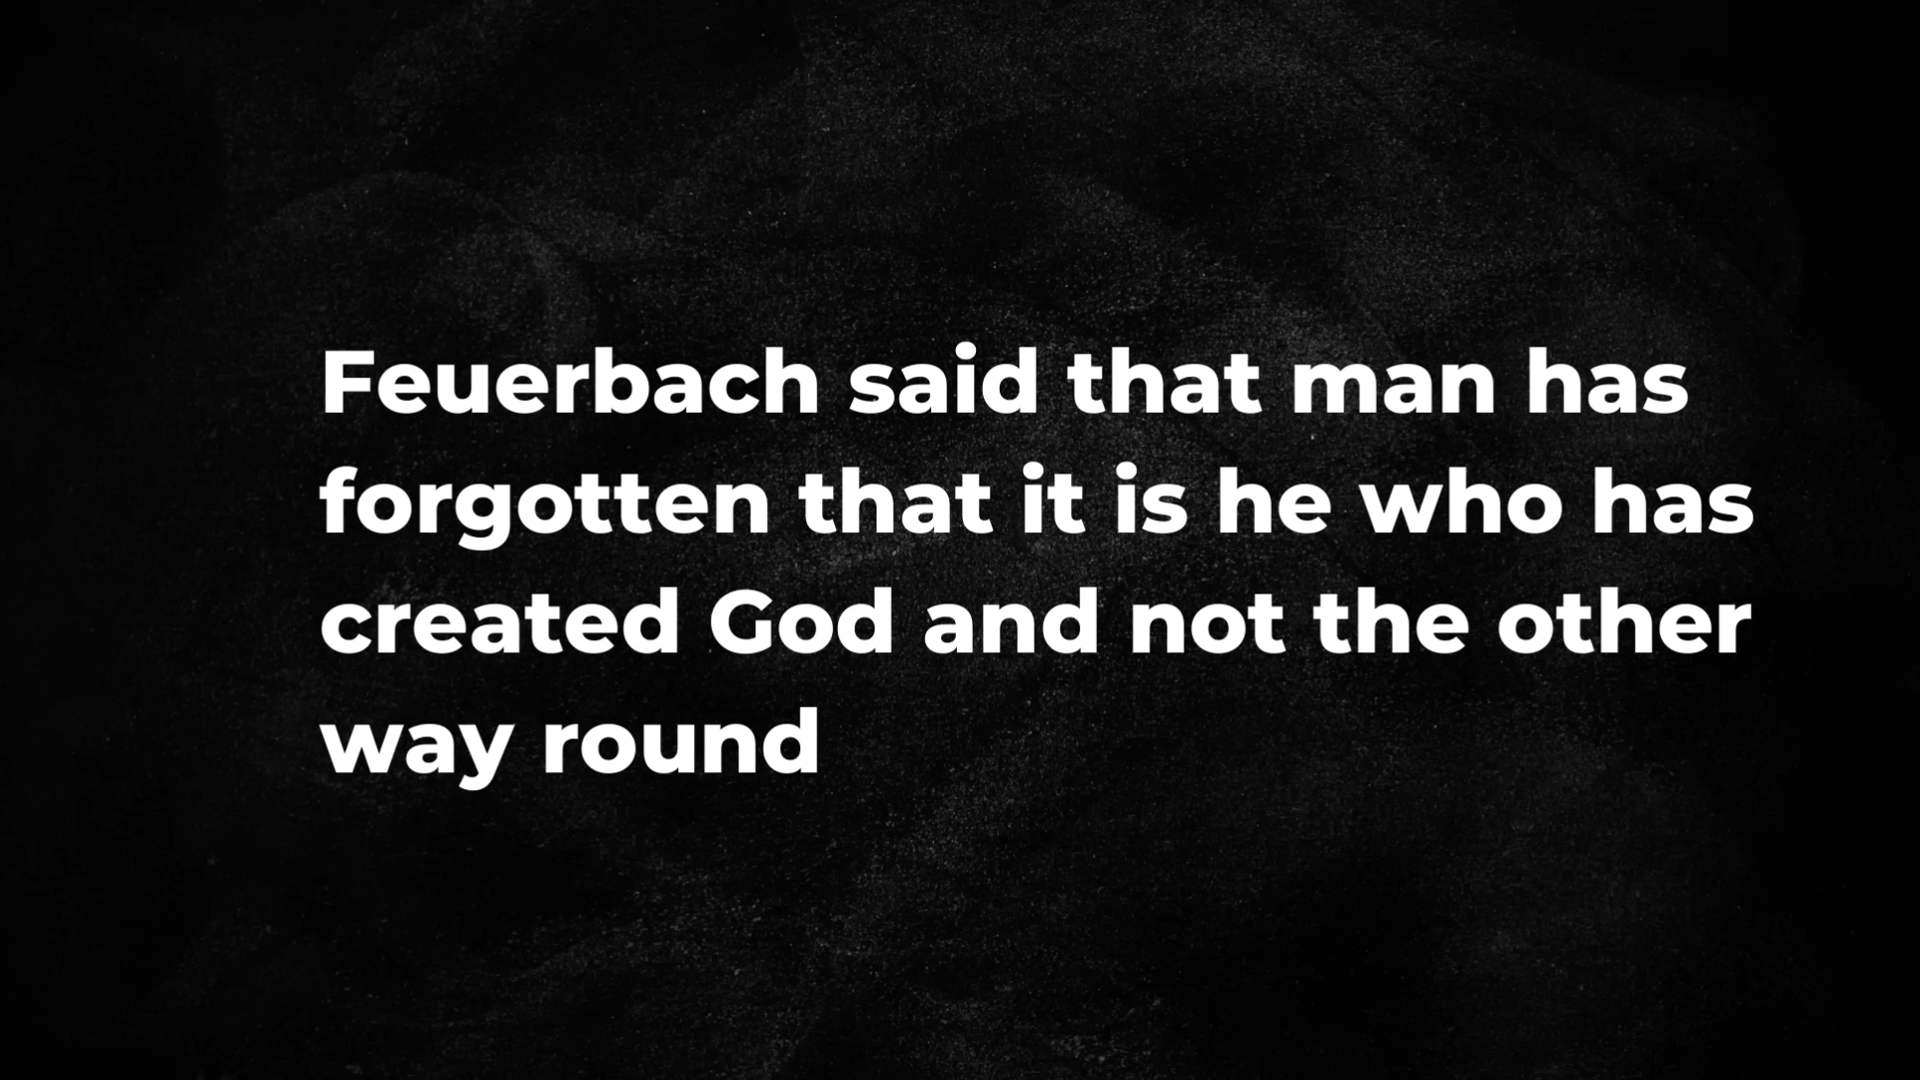 Feuerbach said that man has
forgotten that it is he who has
created God and not the other
way round